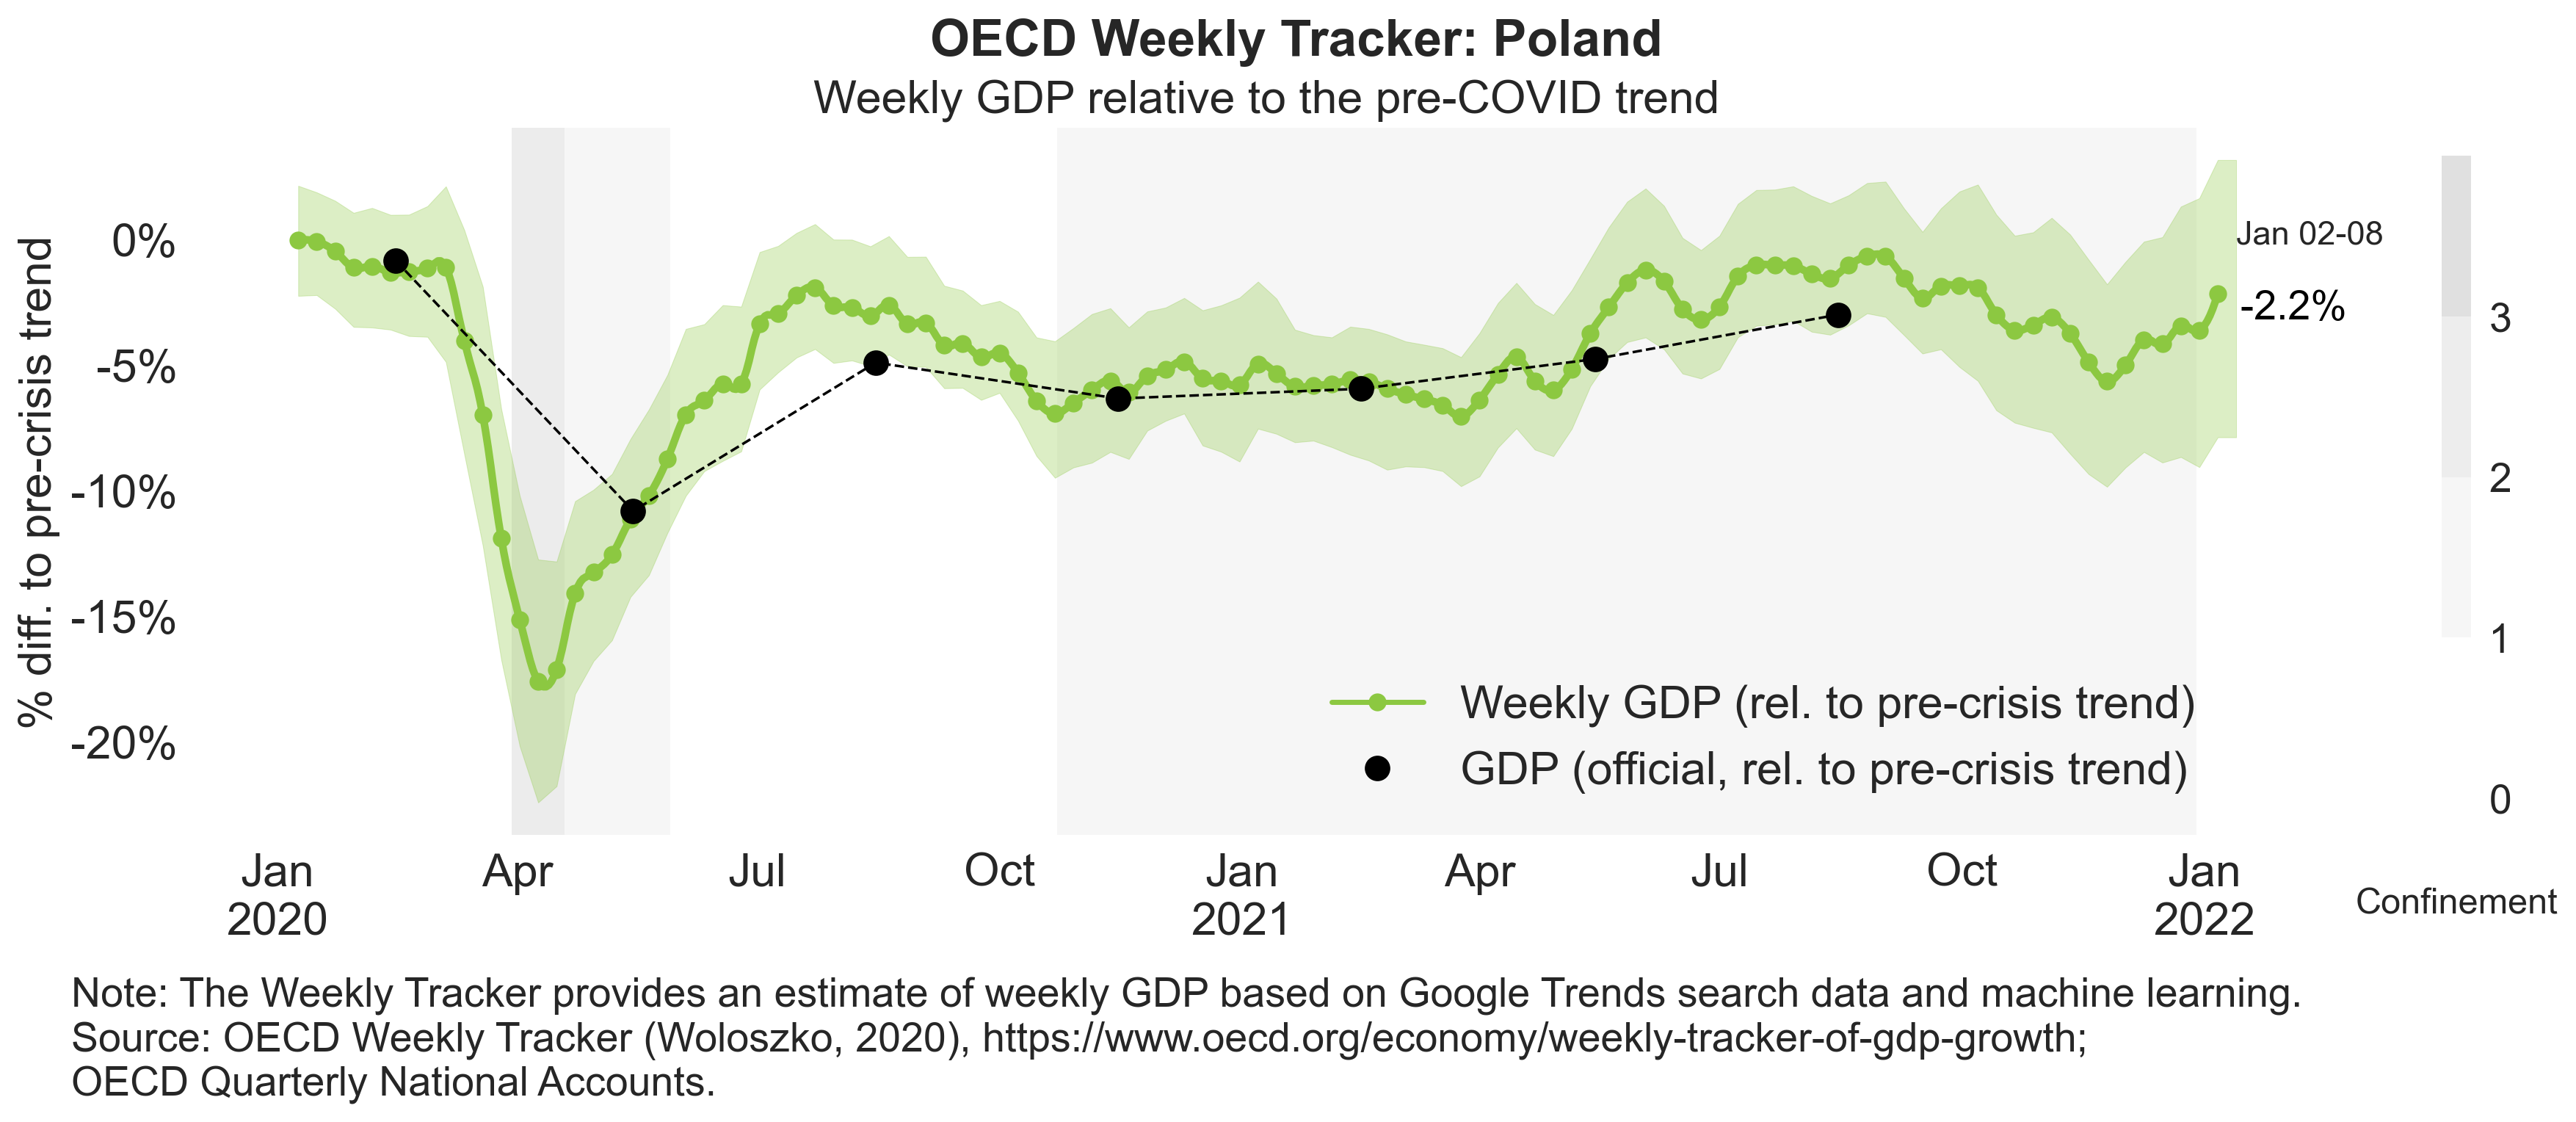 OECD Weekly Tracker: Poland
Weekly GDP relative to the pre-COVID trend
% diff. to pre-crisis trend
0%
-5%
-10%
-15%
-20%
Jan 02-08
-2.2%
3
2
1
0
Confinement
Weekly GDP (rel. to pre-crisis trend)
GDP (official, rel. to pre-crisis trend)
Jan Apr Jul Oct Jan Apr Jul Oct Jan
2020 2021 2022
Note: The Weekly Tracker provides an estimate of weekly GDP based on Google Trends search data and machine learning.
Source: OECD Weekly Tracker (Woloszko, 2020), https://www.oecd.org/economy/weekly-tracker-of-gdp-growth;
OECD Quarterly National Accounts.